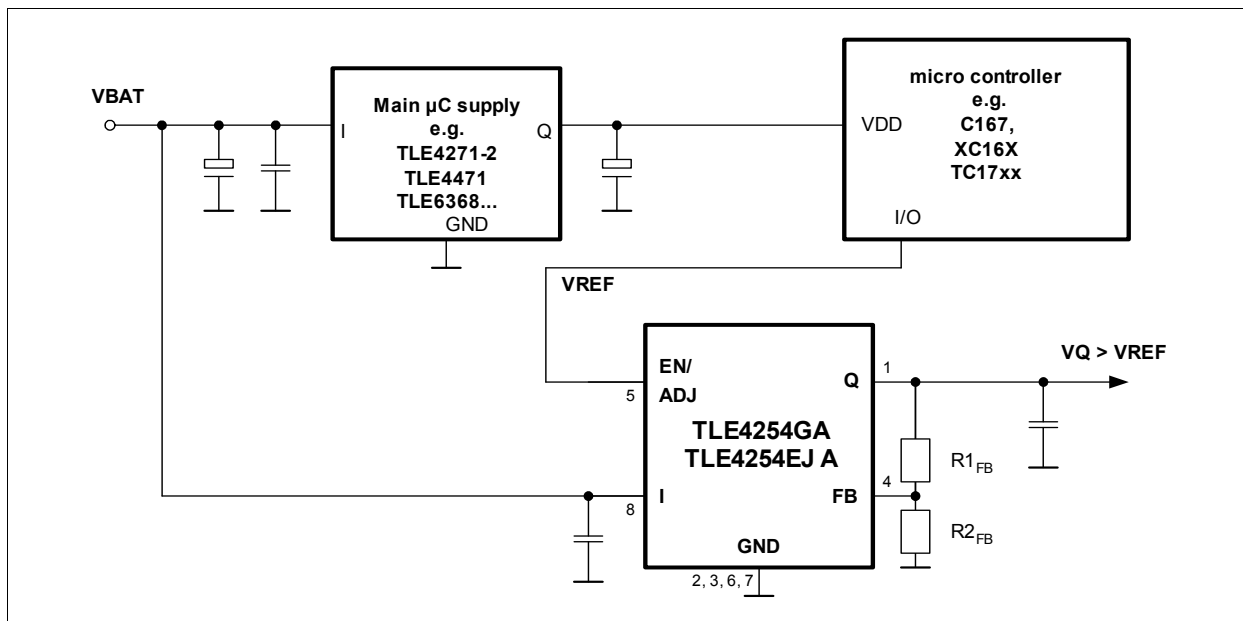 VBAT
Main µC supply
e.g.
TLE4271-2
TLE4471
TLE6368...
I
Q
GND
micro controller
e.g.
C167,
XC16X
TC17xx
VDD
I/O
VREF
EN/
ADJ
5
Q
1
VQ > VREF
TLE4254GA
TLE4254EJ A
R1FB
I
8
FB
4
R2FB
GND
2, 3, 6, 7